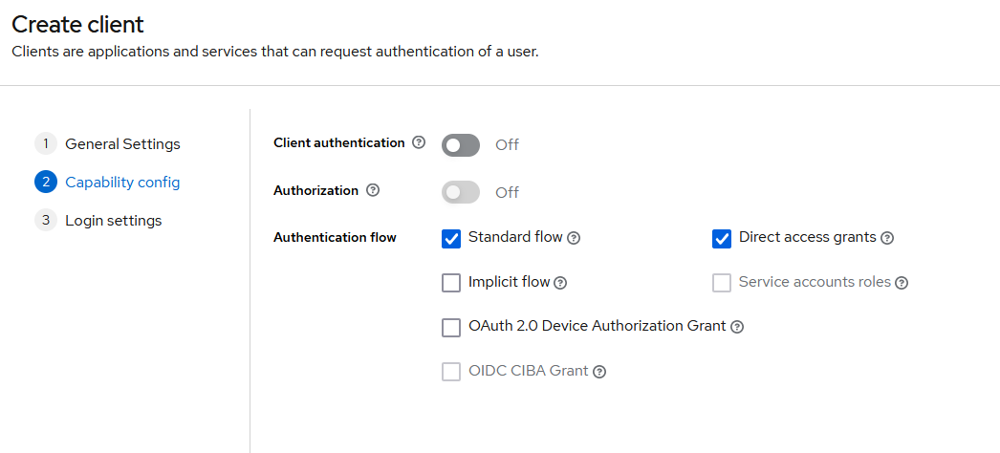 Create client
Clients are applications and services that can request authentication of a user.
1 General Settings
2 Capability config
3 Login settings
Client authentication ? Off
Authorization ? Off
Authentication flow Standard flow ? Direct access grants ?
Implicit flow ? Service accounts roles ?
OAuth 2.0 Device Authorization Grant ?
OIDC CIBA Grant ?